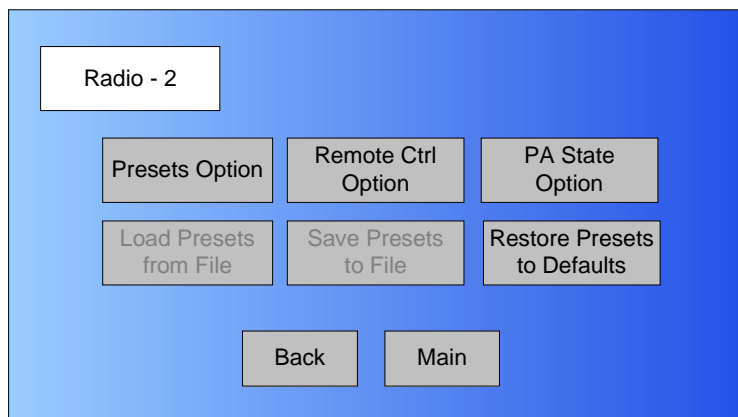 Radio - 2
Presets Option
Remote Ctrl
Option
PA State
Option
Load Presets
from File
Save Presets
to File
Restore Presets
to Defaults
Back
Main